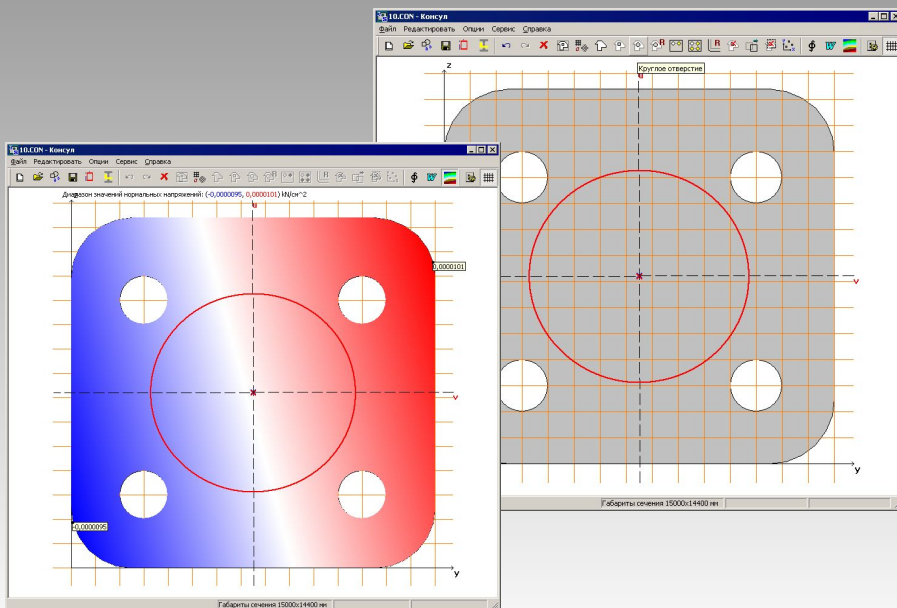 10.CON - Консул
Файл Редактировать Опции Сервис Справка
Круглое отверстие
z
u
v
y
Габариты сечения 15000x14400 мм
10.CON - Консул
Файл Редактировать Опции Сервис Справка
Диапазон значений нормальных напряжений: (-0,0000095, 0,0000101) kN/cm^2
u
0,0000101
v
-0,0000095
y
Габариты сечения 15000x14400 мм